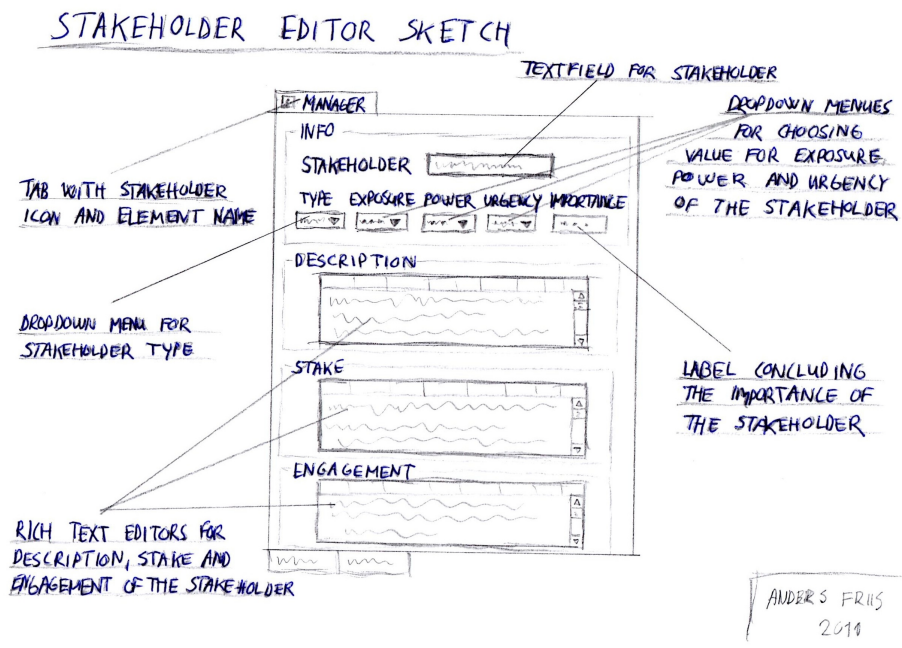 STAKEHOLDER EDITOR SKETCH
TEXTFIELD FOR STAKEHOLDER
MANAGER
DROPDOWN MENUES
FOR CHOOSING
VALUE FOR EXPOSURE,
POWER AND URGENCY
OF THE STAKEHOLDER
INFO
STAKEHOLDER
TAB WITH STAKEHOLDER
ICON AND ELEMENT NAME
TYPE EXPOSURE POWER URGENCY IMPORTANCE
DESCRIPTION
DROPDOWN MENU FOR
STAKEHOLDER TYPE
STAKE
LABEL CONCLUDING
THE IMPORTANCE OF
THE STAKEHOLDER
ENGAGEMENT
RICH TEXT EDITORS FOR
DESCRIPTION, STAKE AND
ENGAGEMENT OF THE STAKEHOLDER
ANDERS FRIIS